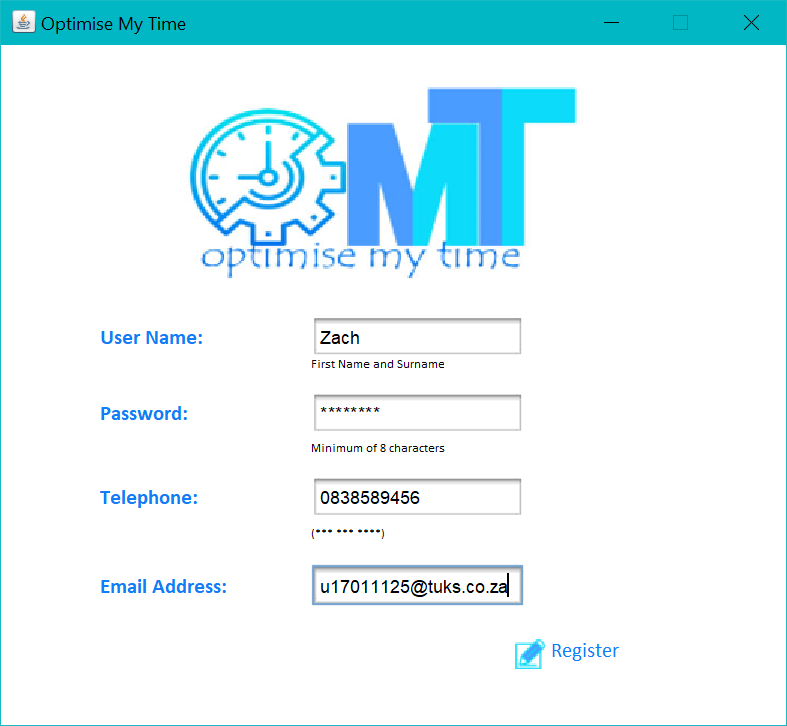 Optimise My Time
MT
optimise my time
User Name:
Zach
First Name and Surname
Password:
********
Minimum of 8 characters
Telephone:
0838589456
(*** *** ****)
Email Address:
u17011125@tuks.co.za
Register